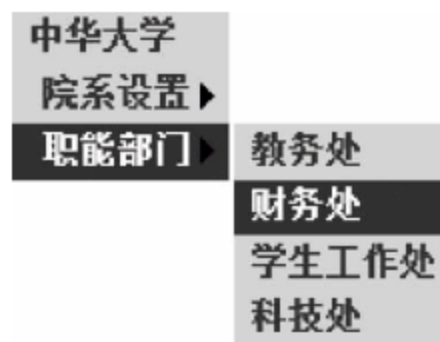 中华大学
院系设置
职能部门
教务处
财务处
学生工作处
科技处